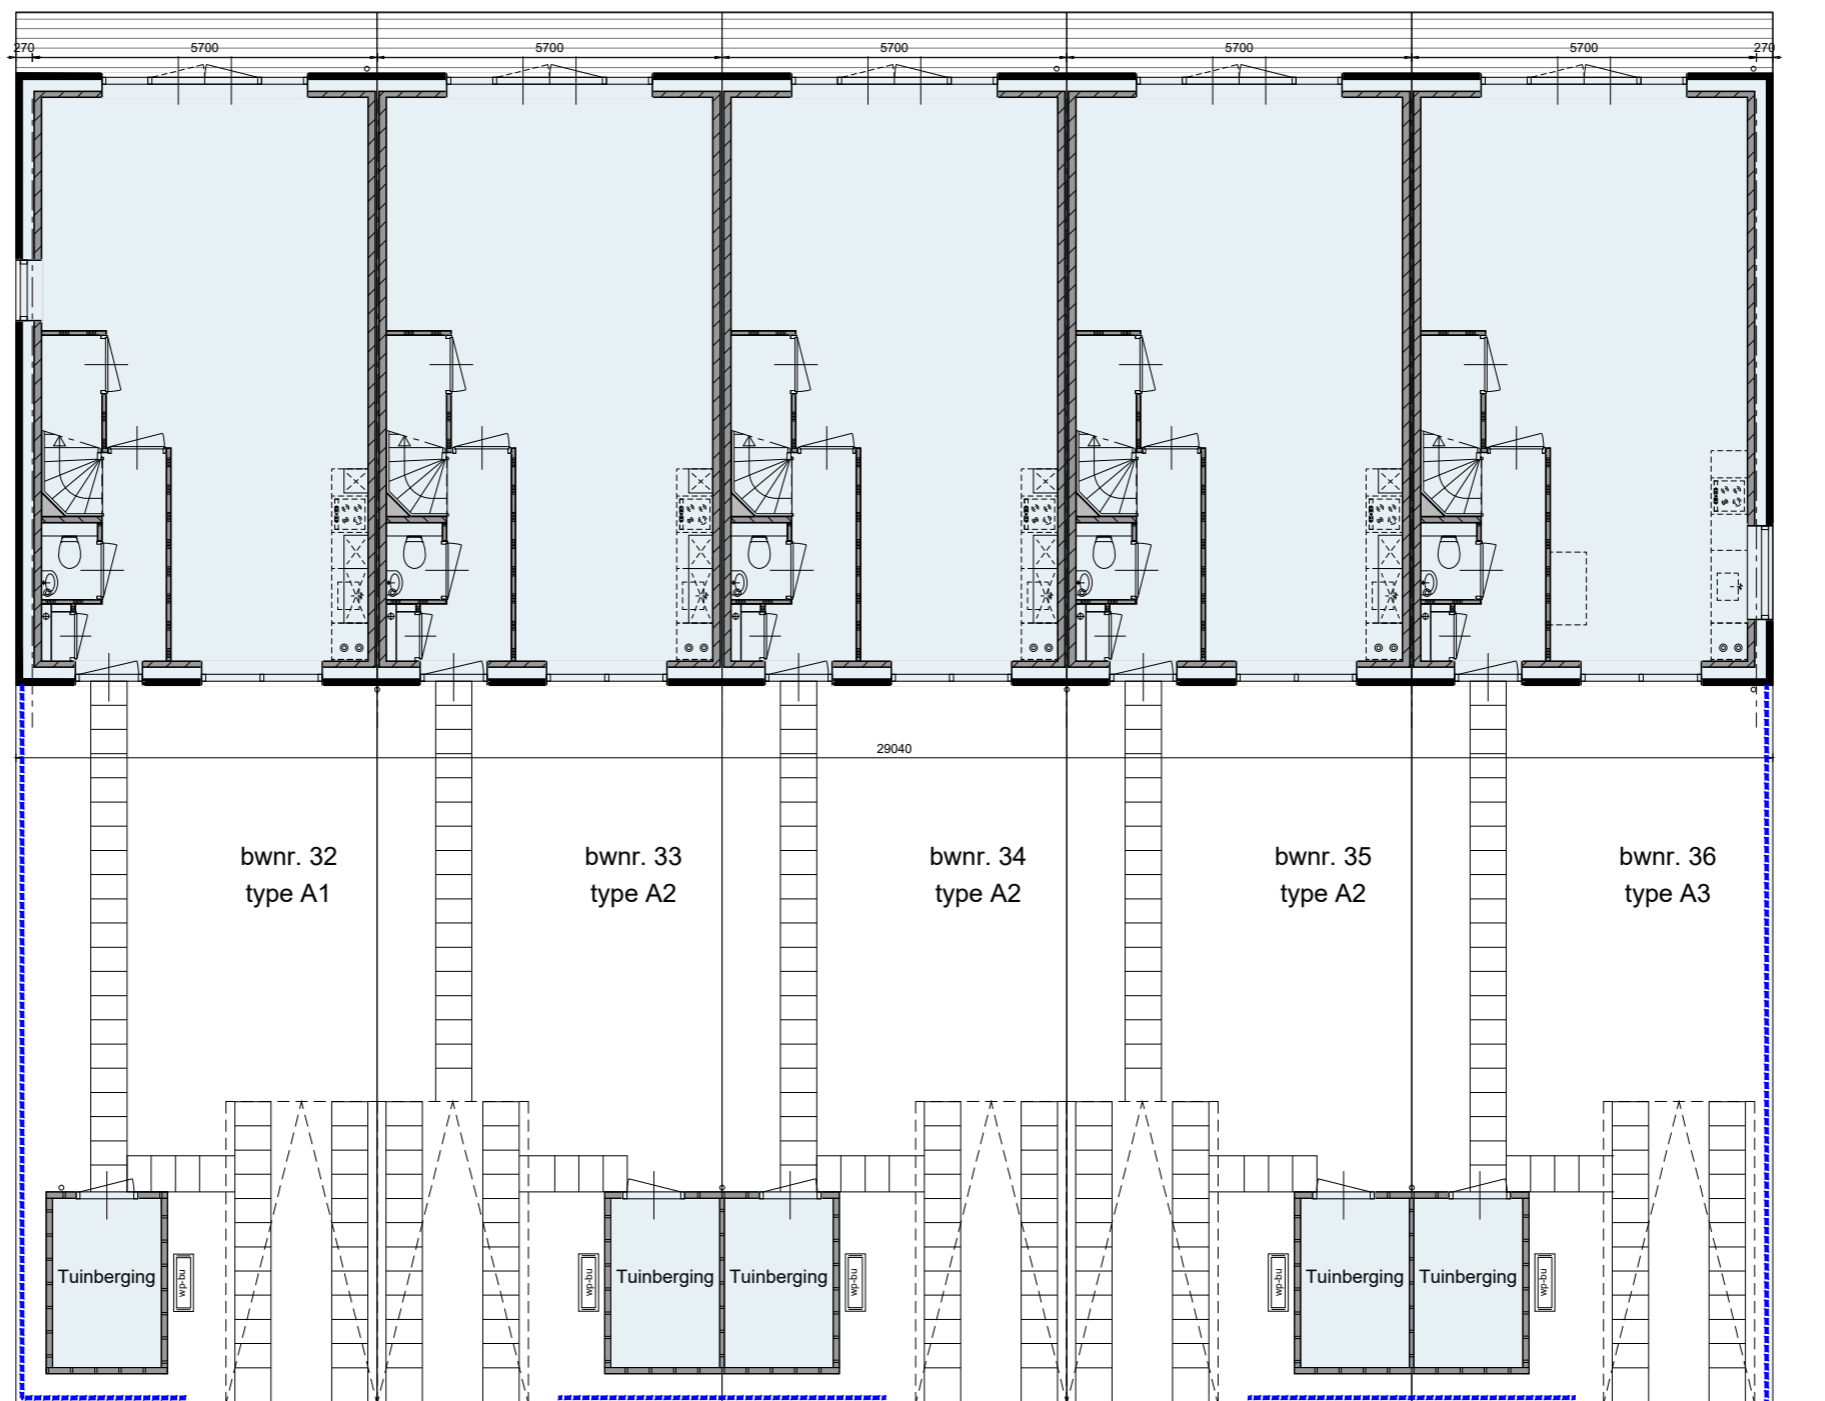 270 5700 5700 5700 5700 5700 270
29040
bwnr. 32
type A1
bwnr. 33
type A2
bwnr. 34
type A2
bwnr. 35
type A2
bwnr. 36
type A3
Tuinberging
wp-bu
wp-bu
Tuinberging
Tuinberging
wp-bu
wp-bu
Tuinberging
Tuinberging
wp-bu